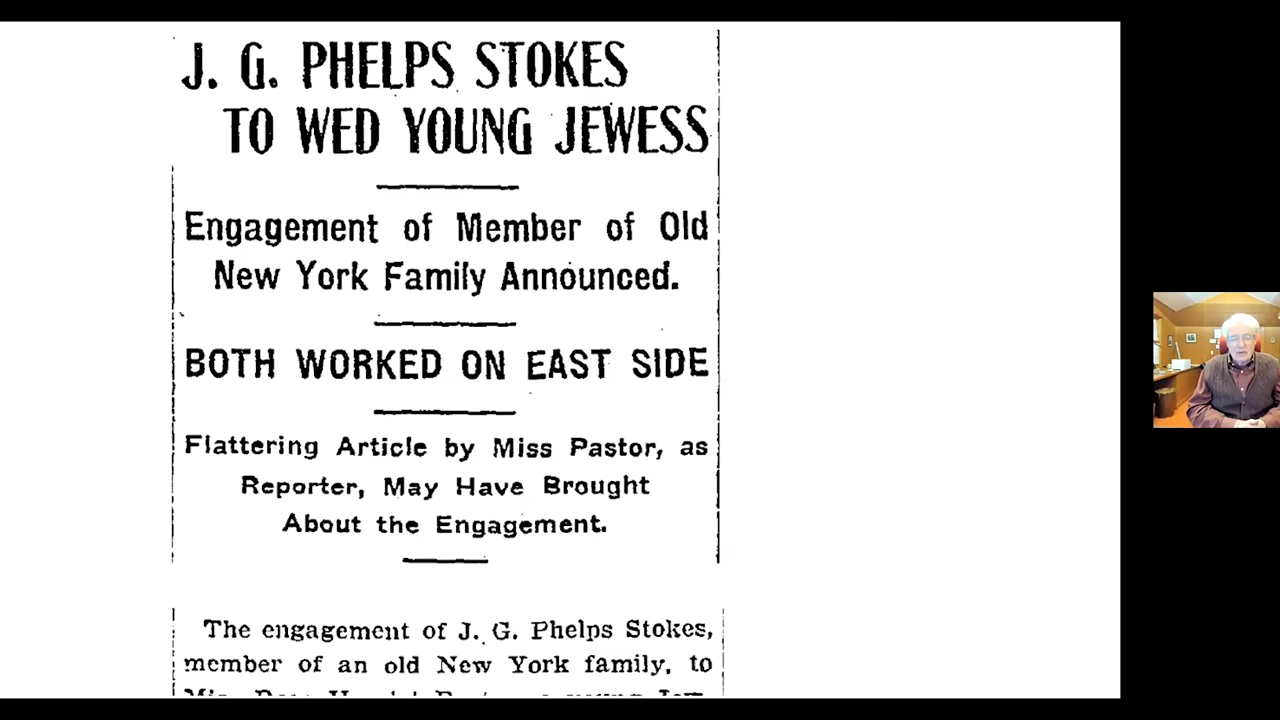 J. G. PHELPS STOKES
TO WED YOUNG JEWESS
Engagement of Member of Old
New York Family Announced.
BOTH WORKED ON EAST SIDE
Flattering Article by Miss Pastor, as
Reporter, May Have Brought
About the Engagement.
The engagement of J. G. Phelps Stokes,
member of an old New York family, to